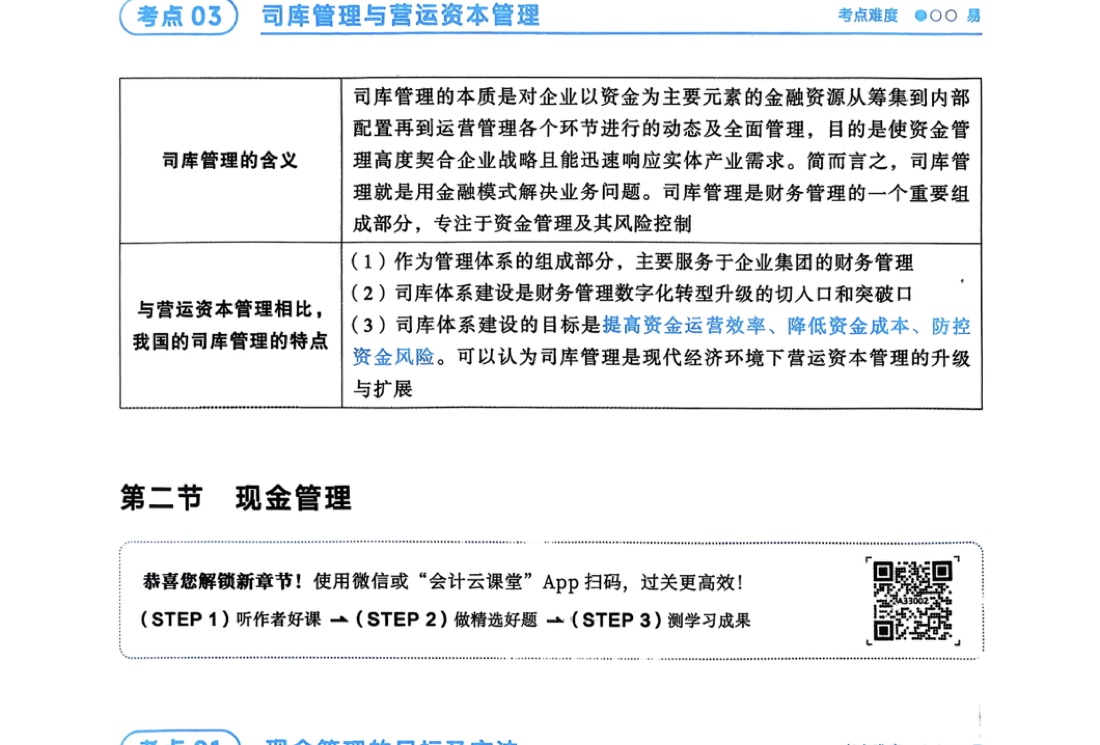 考点 03 司库管理与营运资本管理 考点难度 易
司库管理的含义
司库管理的本质是对企业以资金为主要元素的金融资源从筹集到内部
配置再到运营管理各个环节进行的动态及全面管理，目的是使资金管
理高度契合企业战略且能迅速响应实体产业需求。简而言之，司库管
理就是用金融模式解决业务问题。司库管理是财务管理的一个重要组
成部分，专注于资金管理及其风险控制
与营运资本管理相比，
我国的司库管理的特点
（1）作为管理体系的组成部分，主要服务于企业集团的财务管理
（2）司库体系建设是财务管理数字化转型升级的切入口和突破口
（3）司库体系建设的目标是提高资金运营效率、降低资金成本、防控
资金风险。可以认为司库管理是现代经济环境下营运资本管理的升级
与扩展
第二节 现金管理
恭喜您解锁新章节！使用微信或“会计云课堂”App 扫码，过关更高效！
（STEP 1）听作者好课 ⇀（STEP 2）做精选好题 ⇀（STEP 3）测学习成果
A33002
考点 01 现金管理的目标及方法